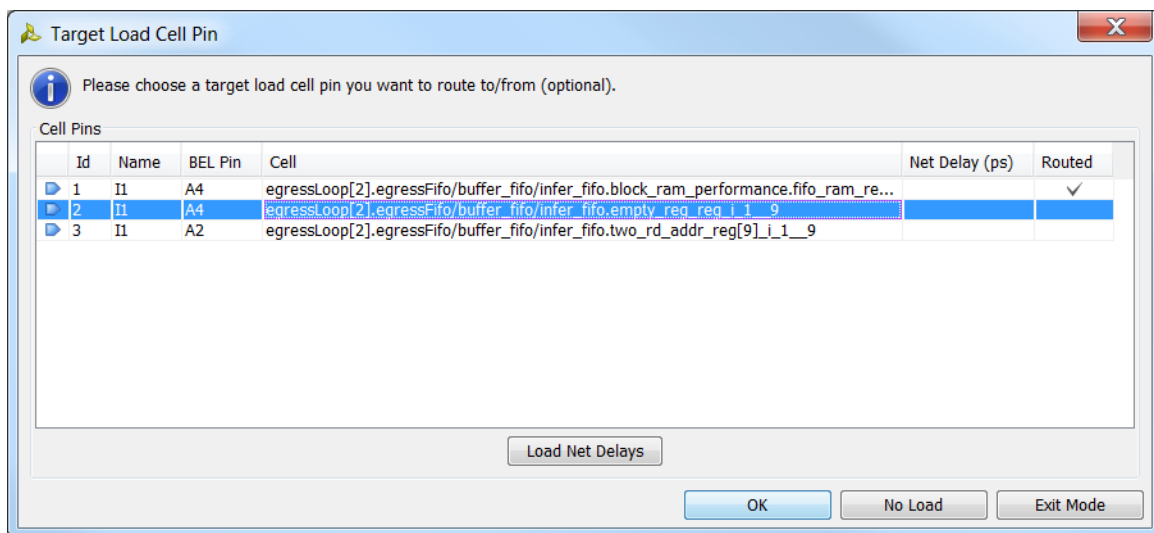 Target Load Cell Pin
Please choose a target load cell pin you want to route to/from (optional).
Cell Pins
Id Name BEL Pin Cell Net Delay (ps) Routed
1 I1 A4 egressLoop[2].egressFifo/buffer_fifo/infer_fifo.block_ram_performance.fifo_ram_re...
2 I1 A4 egressLoop[2].egressFifo/buffer_fifo/infer_fifo.empty_reg_reg_i_1__9
3 I1 A2 egressLoop[2].egressFifo/buffer_fifo/infer_fifo.two_rd_addr_reg[9]_i_1__9
Load Net Delays
OK No Load Exit Mode